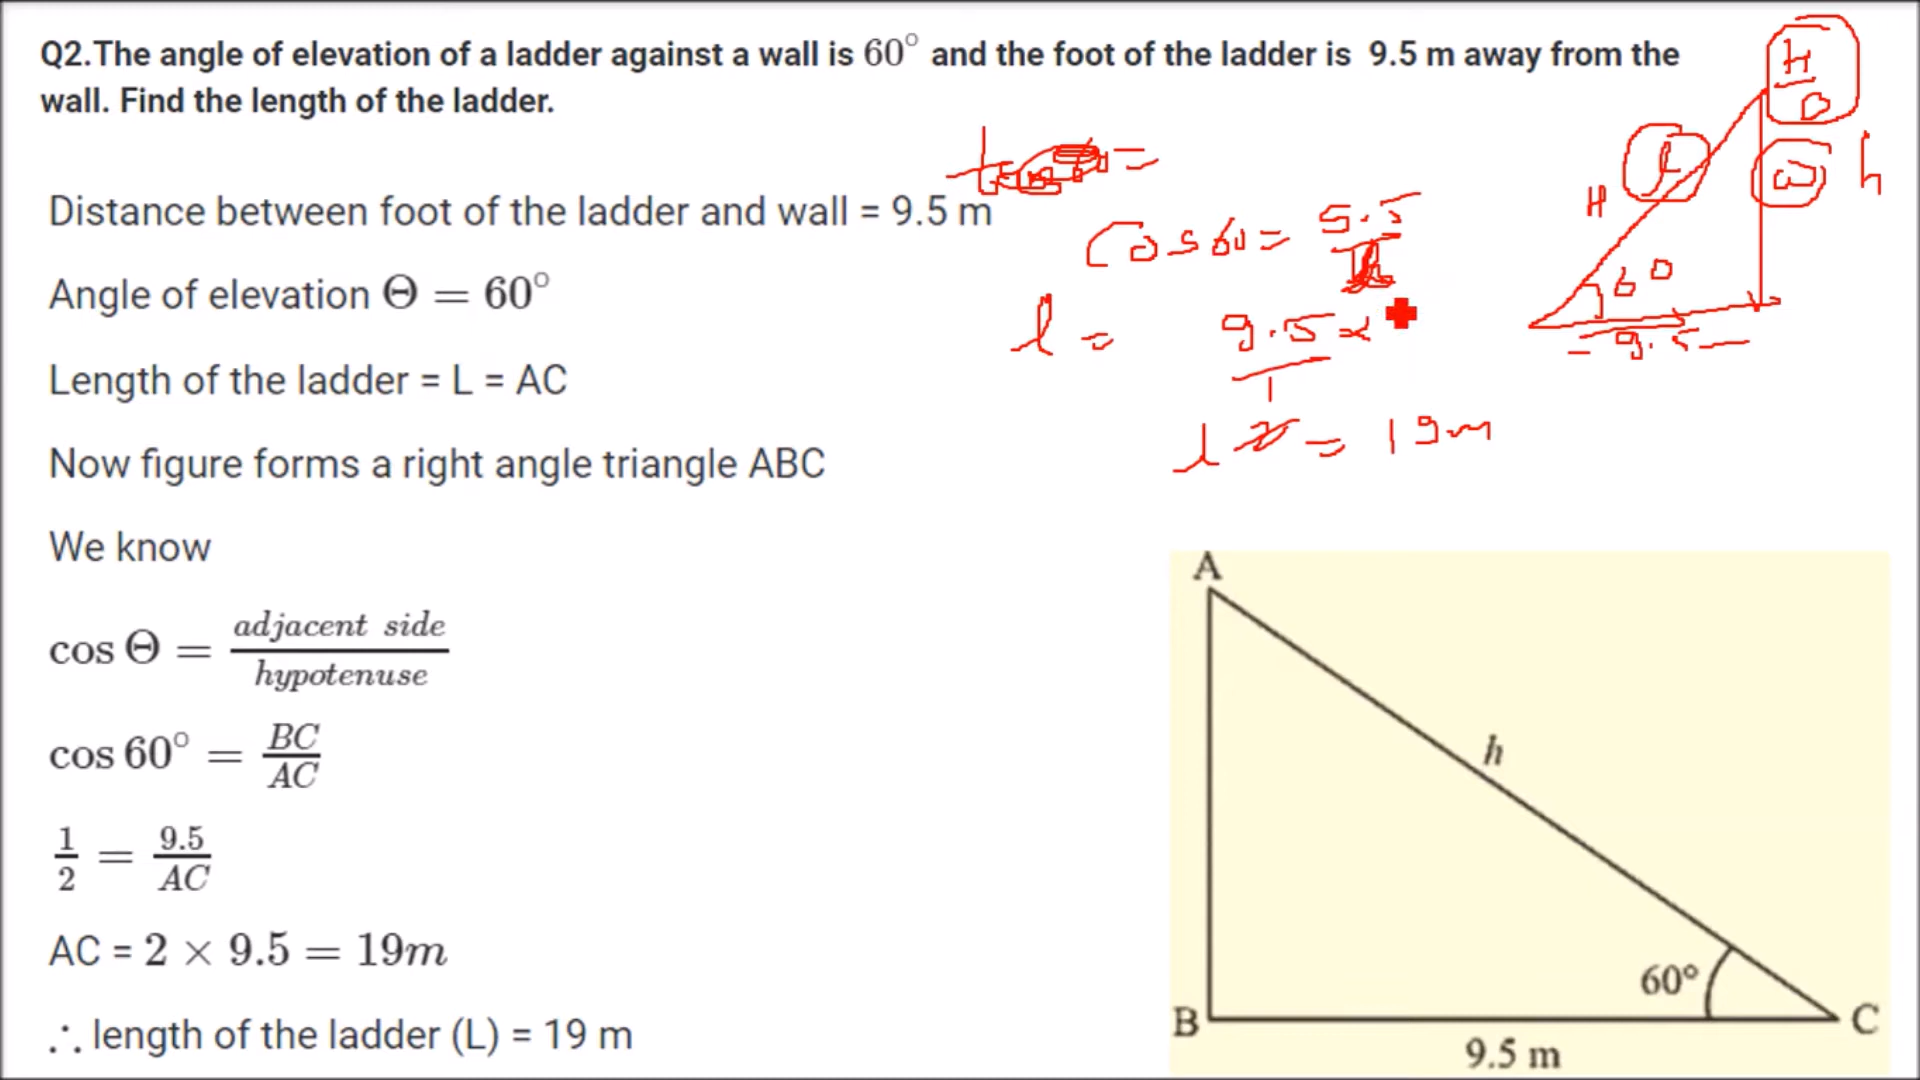 Q2.The angle of elevation of a ladder against a wall is 60° and the foot of the ladder is 9.5 m away from the
wall. Find the length of the ladder.
Distance between foot of the ladder and wall = 9.5 m
Angle of elevation Θ = 60°
Length of the ladder = L = AC
Now figure forms a right angle triangle ABC
We know
cos Θ = adjacent side / hypotenuse
cos 60° = BC / AC
1/2 = 9.5/AC
AC = 2 × 9.5 = 19m
∴ length of the ladder (L) = 19 m
Cos 60 =
l =
9.5 ×
1
l = 19m
H
L
h
H
60
9.5
A
h
60°
B
C
9.5 m